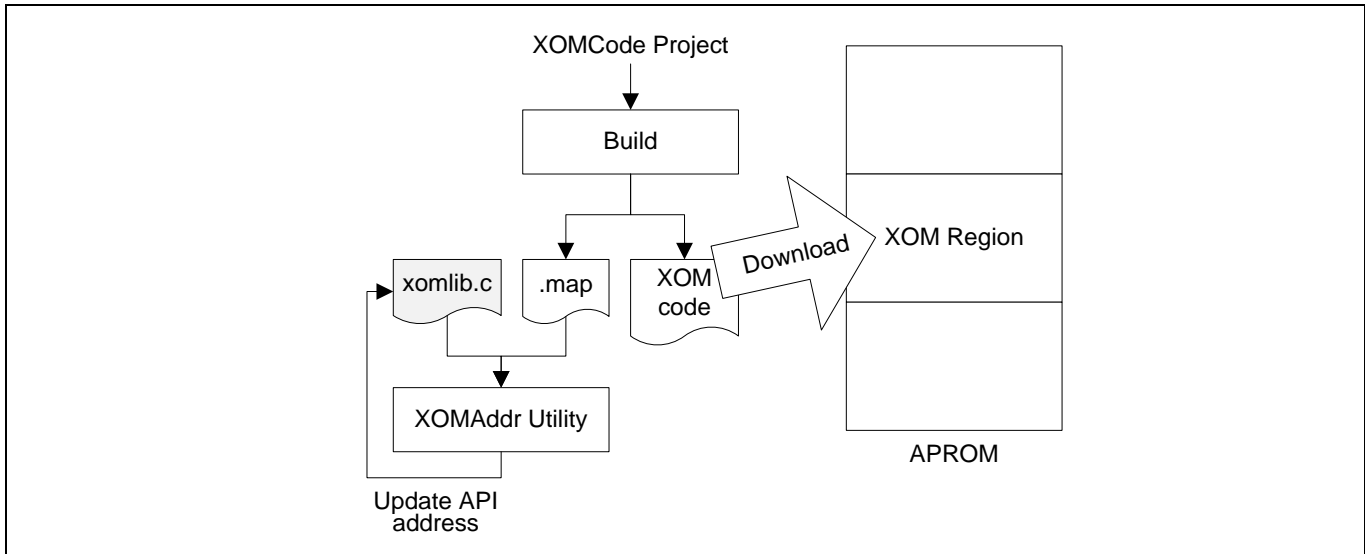 XOMCode Project
Build
xomlib.c
.map
XOM
code
Download
XOM Region
XOMAddr Utility
APROM
Update API
address